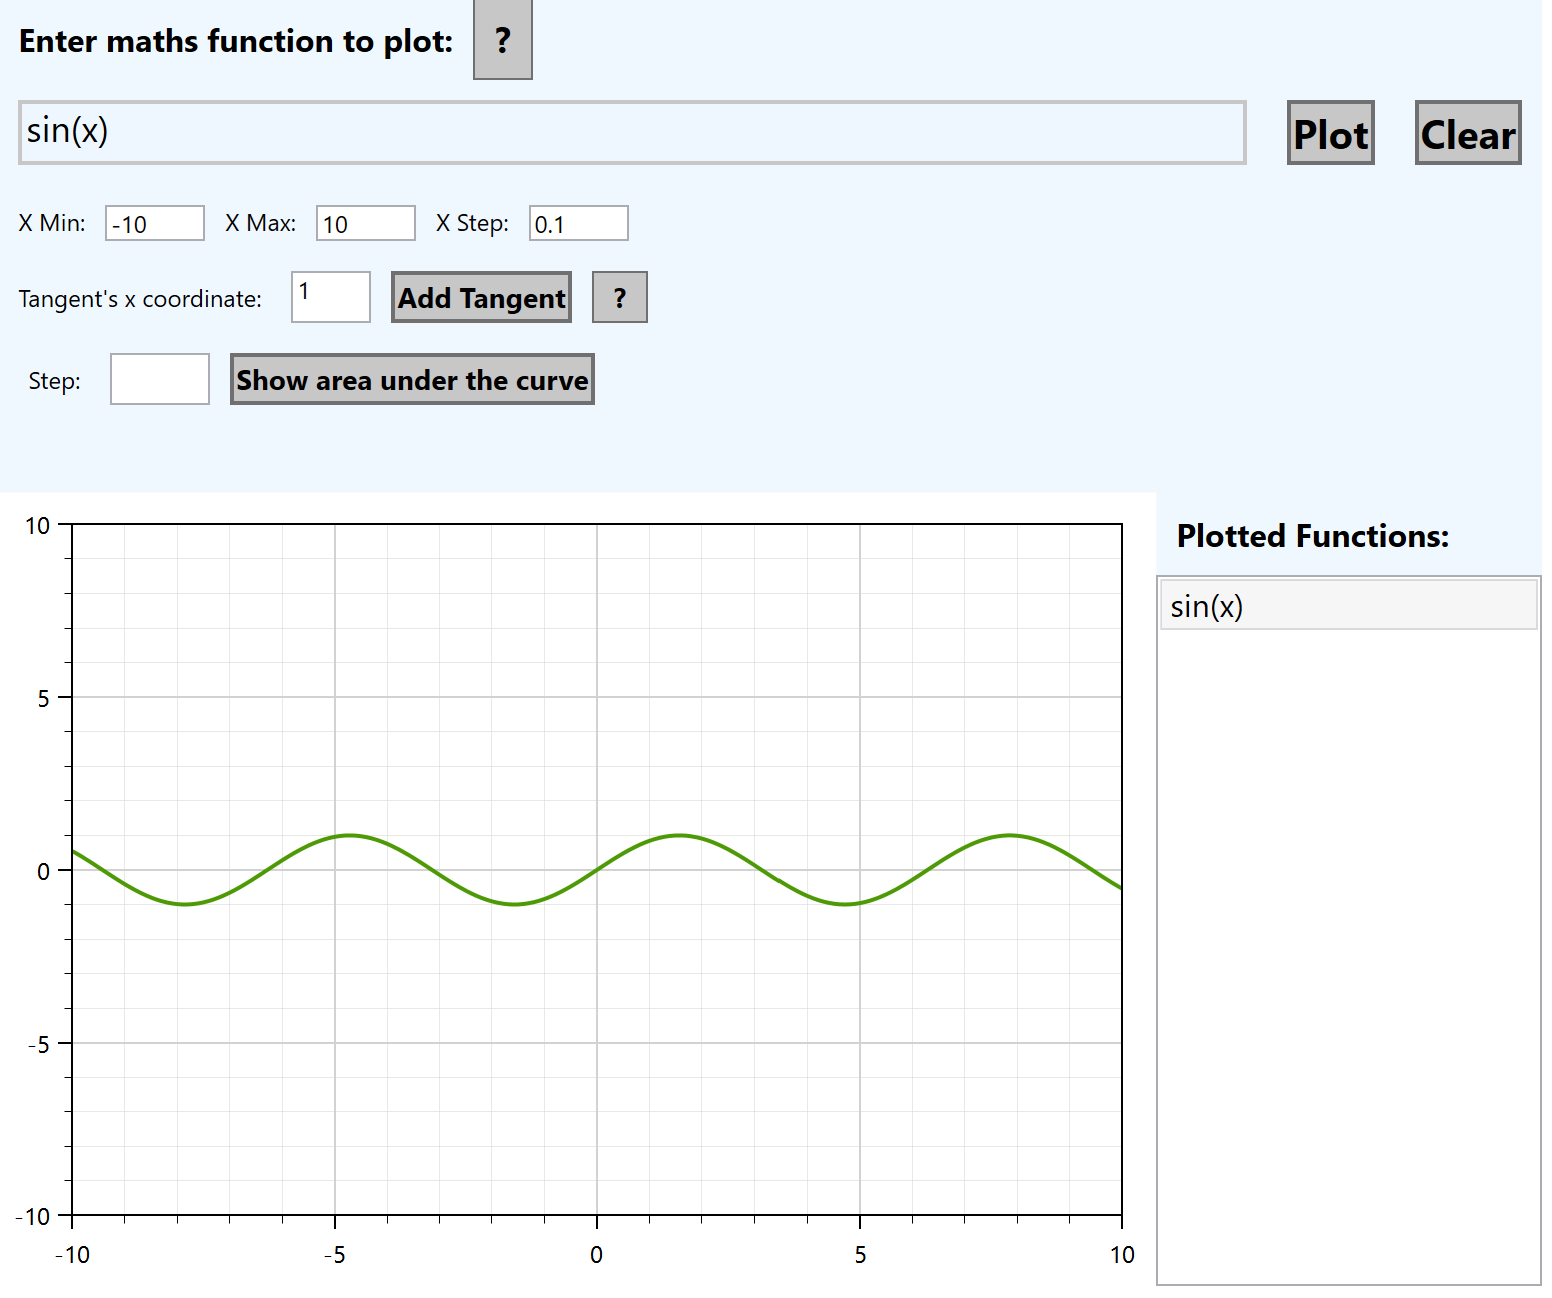 Enter maths function to plot: ?
sin(x) Plot Clear
X Min: -10 X Max: 10 X Step: 0.1
Tangent's x coordinate: 1 Add Tangent ?
Step: Show area under the curve
Plotted Functions:
sin(x)
10
5
0
-5
-10
-10 -5 0 5 10